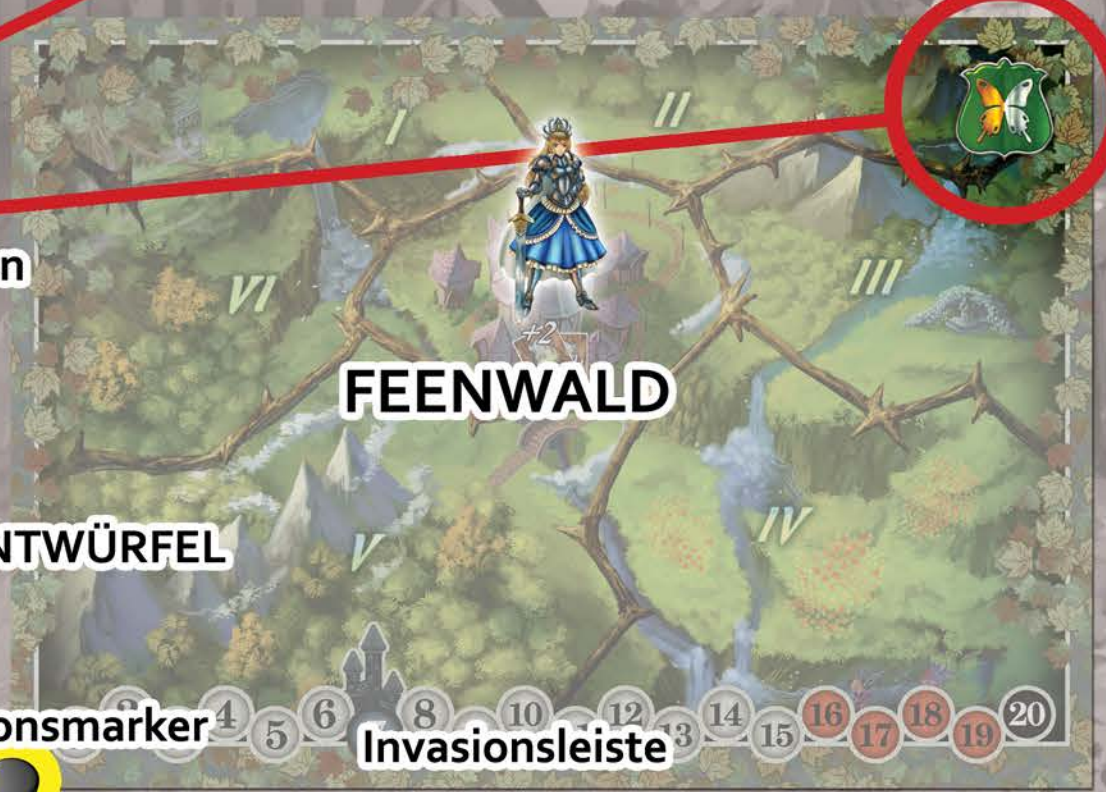 I
II
n
VI
III
+2
FEENWALD
NTWÜRFEL
IV
V
onsmarker
4 5 6 8 10 12 13 14 15 16 17 18 19 20
Invasionsleiste